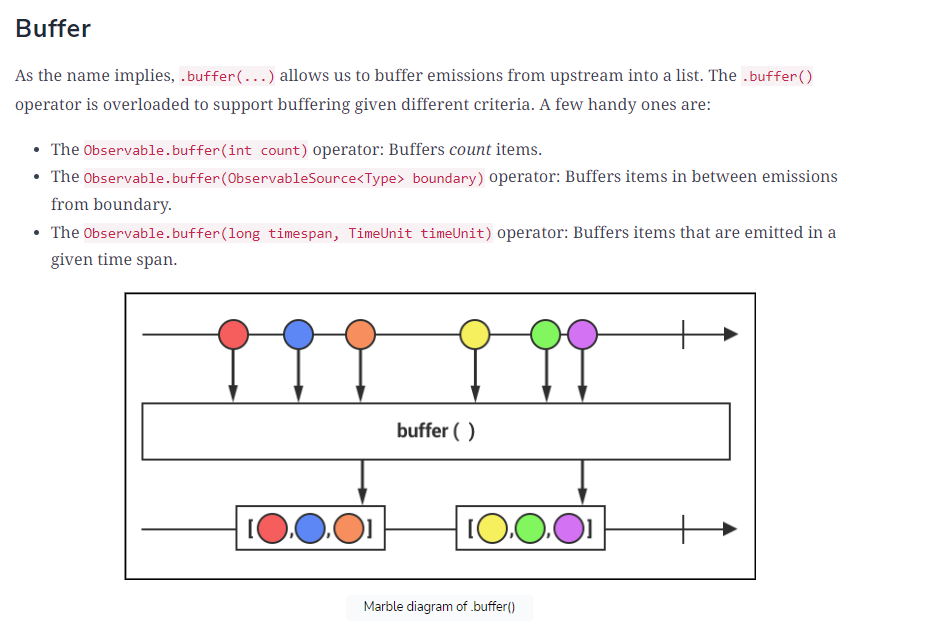 Buffer
As the name implies, .buffer(...) allows us to buffer emissions from upstream into a list. The .buffer()
operator is overloaded to support buffering given different criteria. A few handy ones are:
• The Observable.buffer(int count) operator: Buffers count items.
• The Observable.buffer(ObservableSource<Type> boundary) operator: Buffers items in between emissions
from boundary.
• The Observable.buffer(long timespan, TimeUnit timeUnit) operator: Buffers items that are emitted in a
given time span.
buffer ( )
[ , , ] [ , , ]
Marble diagram of .buffer()